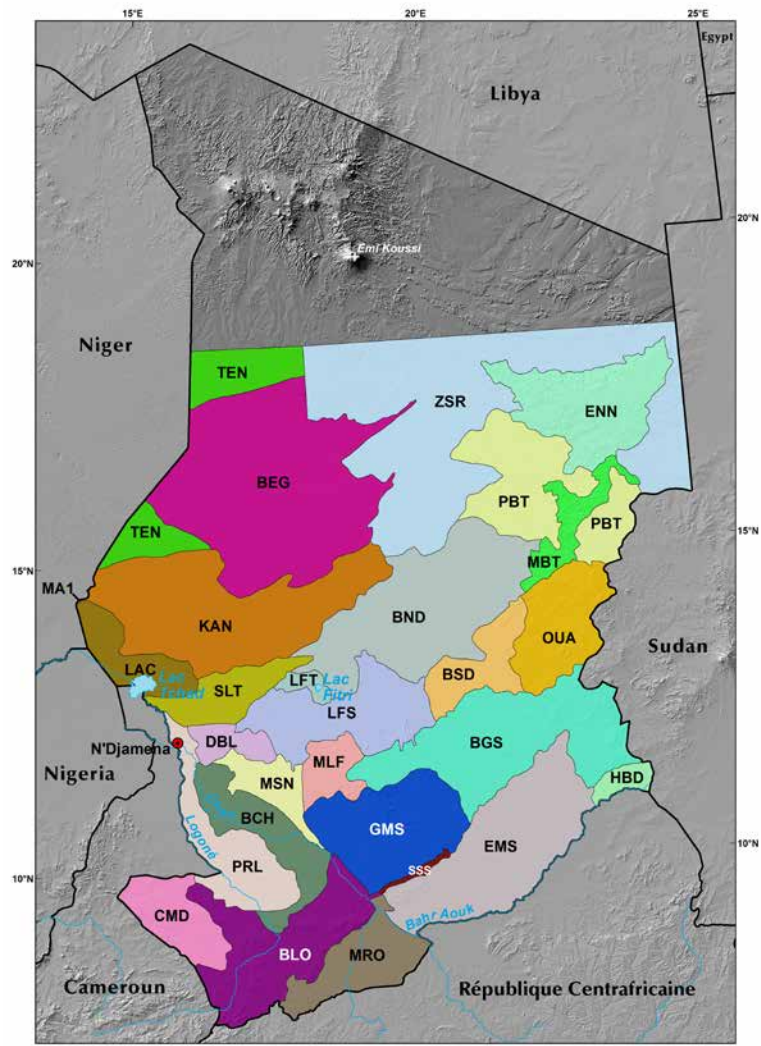 15°E
20°E
25°E
Egypt
Libya
20°N
Emi Koussi
20°N
Niger
TEN
ZSR
ENN
BEG
PBT
PBT
TEN
15°N
MBT
15°N
MA1
KAN
BND
OUA
Sudan
LAC
Lac
Tchad
SLT
LFT
Lac
Fitri
BSD
LFS
DBL
BGS
N'Djamena
MLF
Nigeria
MSN
HBD
BCH
GMS
10°N
Logoné
EMS
PRL
SSS
10°N
CMD
Bahr Aouk
BLO
MRO
Cameroun
République Centrafricaine